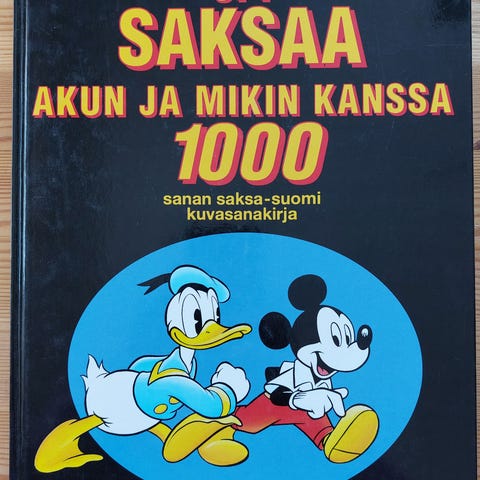 SAKSAA
AKUN JA MIKIN KANSSA
1000
sanan saksa-suomi
kuvasanakirja